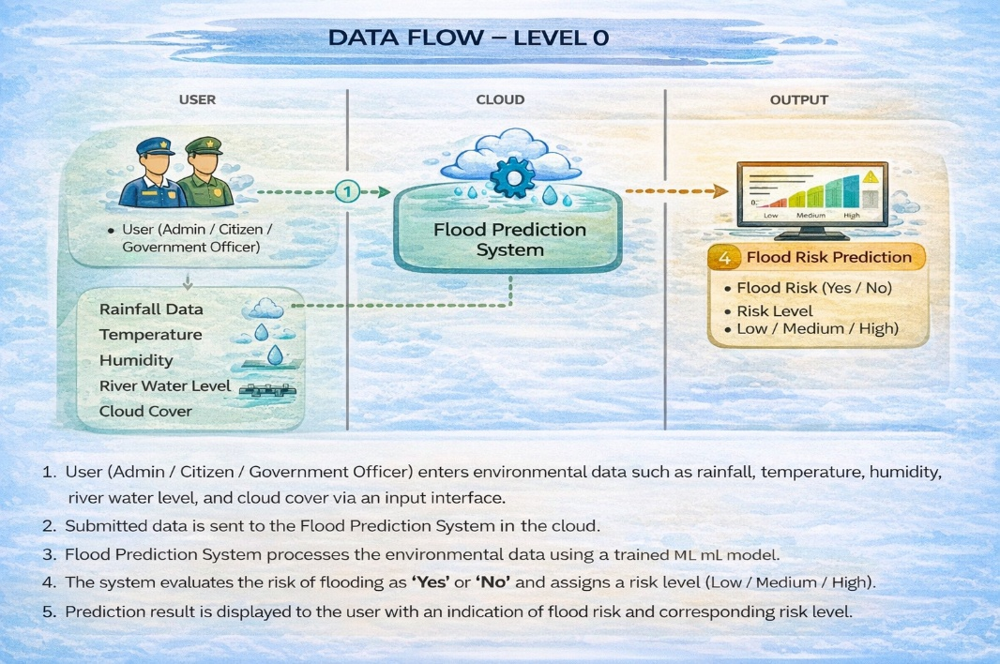 DATA FLOW – LEVEL 0
USER
CLOUD
OUTPUT
1
• User (Admin / Citizen /
Government Officer)
Flood Prediction
System
0:
Low Medium High
4 Flood Risk Prediction
• Flood Risk (Yes / No)
• Risk Level
• Low / Medium / High)
Rainfall Data
Temperature
Humidity
River Water Level
Cloud Cover
1. User (Admin / Citizen / Government Officer) enters environmental data such as rainfall, temperature, humidity,
river water level, and cloud cover via an input interface.
2. Submitted data is sent to the Flood Prediction System in the cloud.
3. Flood Prediction System processes the environmental data using a trained ML mL model.
4. The system evaluates the risk of flooding as ‘Yes’ or ‘No’ and assigns a risk level (Low / Medium / High).
5. Prediction result is displayed to the user with an indication of flood risk and corresponding risk level.